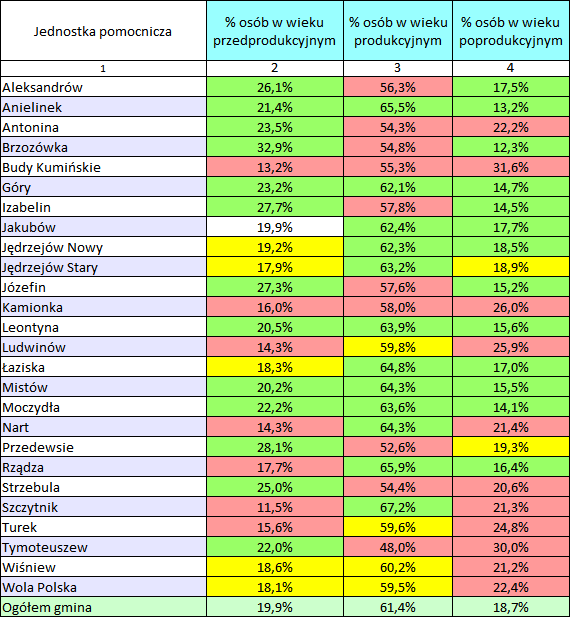 Jednostka pomocnicza % osób w wieku przedprodukcyjnym % osób w wieku produkcyjnym % osób w wieku poprodukcyjnym
1 2 3 4
Aleksandrów 26,1% 56,3% 17,5%
Anielinek 21,4% 65,5% 13,2%
Antonina 23,5% 54,3% 22,2%
Brzozówka 32,9% 54,8% 12,3%
Budy Kumińskie 13,2% 55,3% 31,6%
Góry 23,2% 62,1% 14,7%
Izabelin 27,7% 57,8% 14,5%
Jakubów 19,9% 62,4% 17,7%
Jędrzejów Nowy 19,2% 62,3% 18,5%
Jędrzejów Stary 17,9% 63,2% 18,9%
Józefin 27,3% 57,6% 15,2%
Kamionka 16,0% 58,0% 26,0%
Leontyna 20,5% 63,9% 15,6%
Ludwinów 14,3% 59,8% 25,9%
Łaziska 18,3% 64,8% 17,0%
Mistów 20,2% 64,3% 15,5%
Moczydła 22,2% 63,6% 14,1%
Nart 14,3% 64,3% 21,4%
Przedewsie 28,1% 52,6% 19,3%
Rządza 17,7% 65,9% 16,4%
Strzebula 25,0% 54,4% 20,6%
Szczytnik 11,5% 67,2% 21,3%
Turek 15,6% 59,6% 24,8%
Tymoteuszew 22,0% 48,0% 30,0%
Wiśniew 18,6% 60,2% 21,2%
Wola Polska 18,1% 59,5% 22,4%
Ogółem gmina 19,9% 61,4% 18,7%